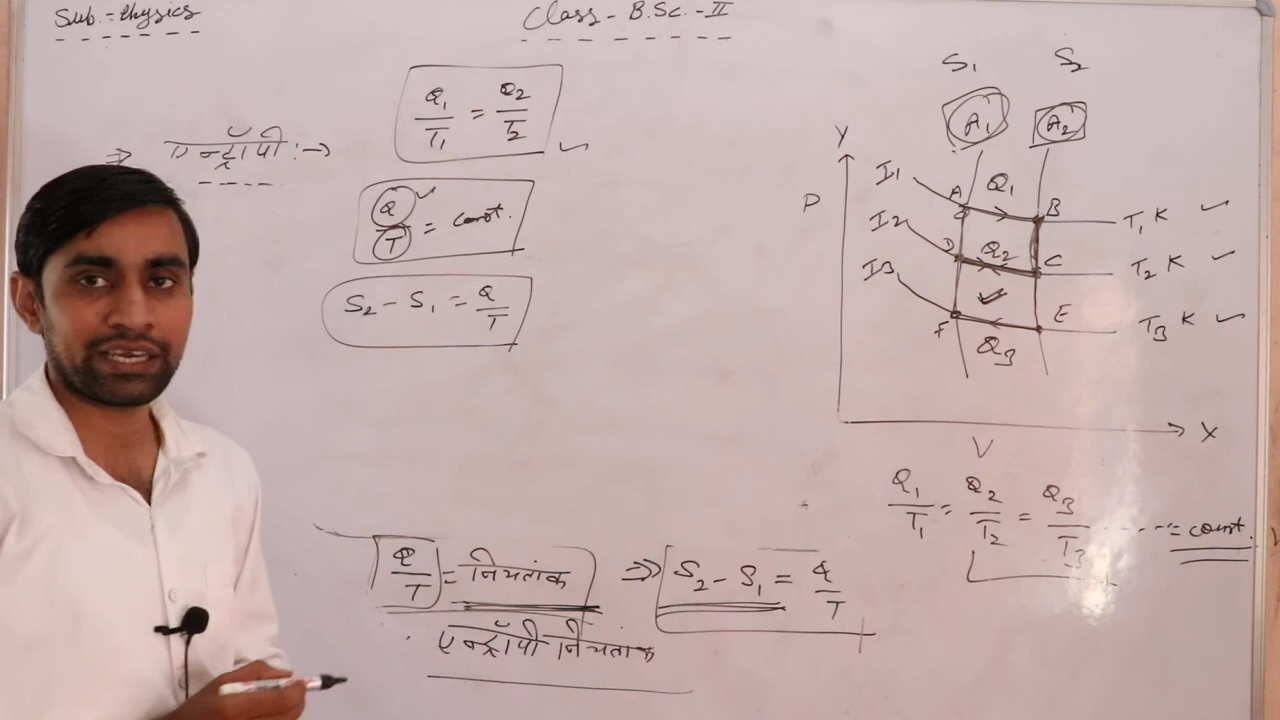 Sub. - Physics
Class - B.Sc. - II
⇒ एन्ट्रॉपी :→
Q₁/T₁ = Q₂/T₂
Q/T = const.
S₂ - S₁ = Q/T
S₁ S₂
A₁ A₂
Y
P
I₁ A Q₁ B T₁ K
I₂ D Q₂ C T₂ K
I₃ F Q₃ E T₃ K
X
V
Q₁/T₁ = Q₂/T₂ = Q₃/T₃ ---- = const.
Q/T = नियतांक ⇒ S₂ - S₁ = Q/T
एन्ट्रॉपी नियतांक